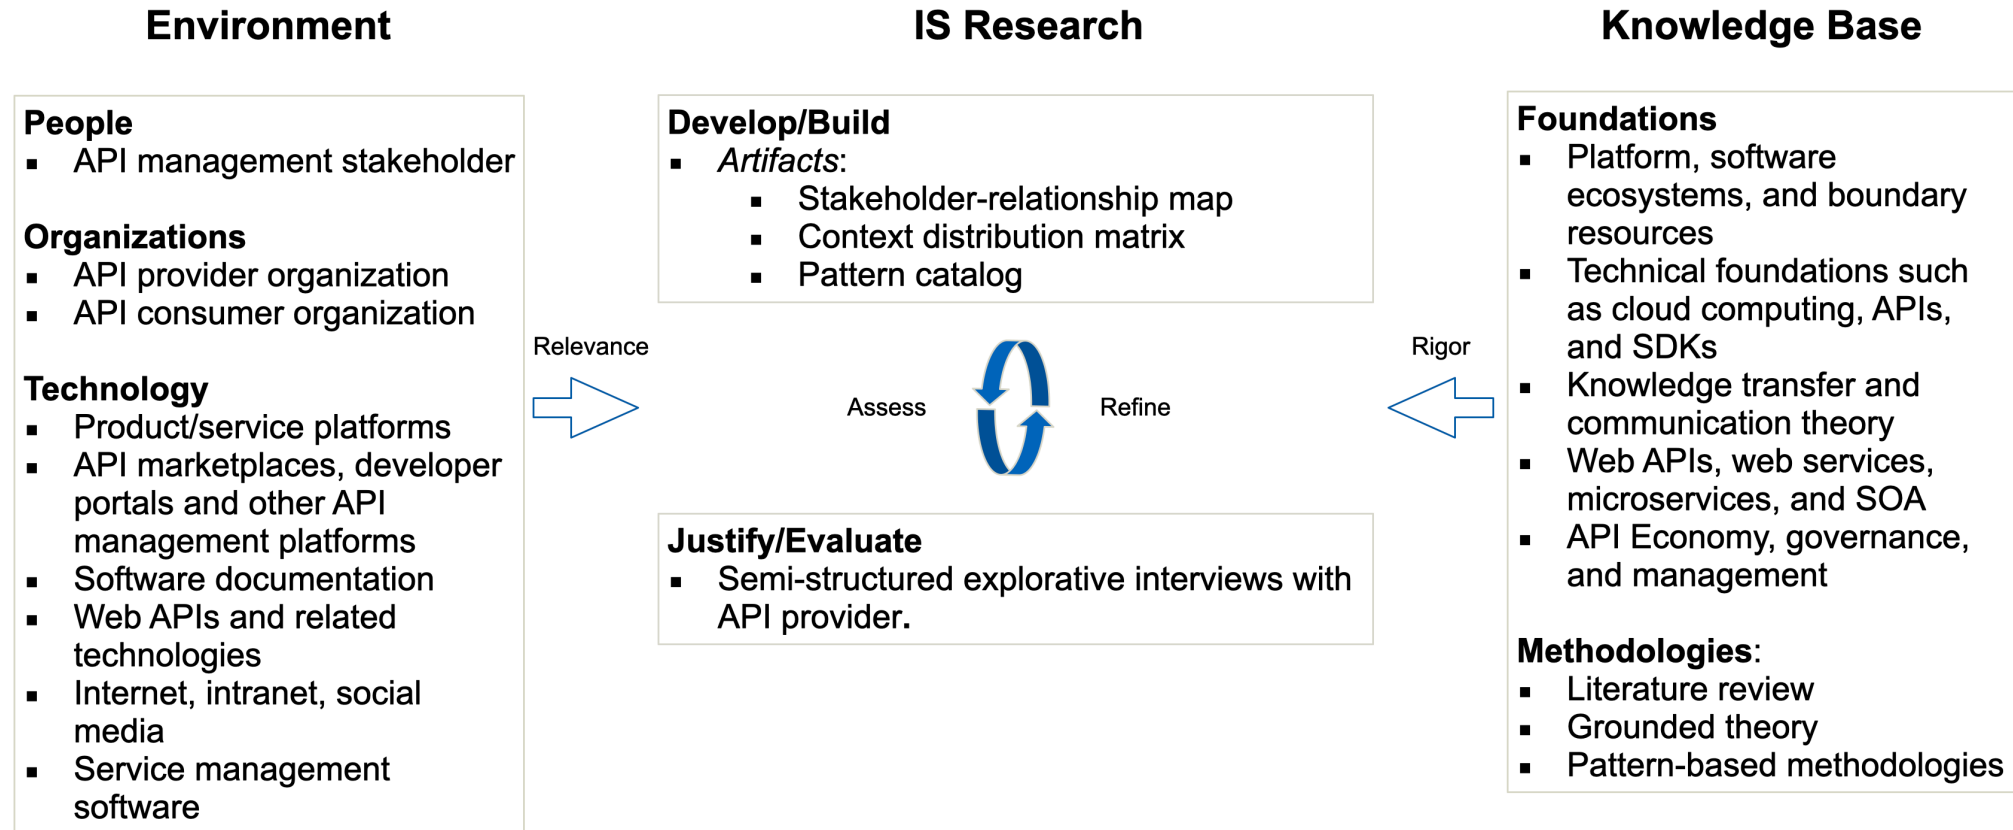 Environment
People
▪ API management stakeholder
Organizations
▪ API provider organization
▪ API consumer organization
Technology
▪ Product/service platforms
▪ API marketplaces, developer
portals and other API
management platforms
▪ Software documentation
▪ Web APIs and related
technologies
▪ Internet, intranet, social
media
▪ Service management
software
Relevance
IS Research
Develop/Build
▪ Artifacts:
▪ Stakeholder-relationship map
▪ Context distribution matrix
▪ Pattern catalog
Assess
Refine
Justify/Evaluate
▪ Semi-structured explorative interviews with
API provider.
Rigor
Knowledge Base
Foundations
▪ Platform, software
ecosystems, and boundary
resources
▪ Technical foundations such
as cloud computing, APIs,
and SDKs
▪ Knowledge transfer and
communication theory
▪ Web APIs, web services,
microservices, and SOA
▪ API Economy, governance,
and management
Methodologies:
▪ Literature review
▪ Grounded theory
▪ Pattern-based methodologies